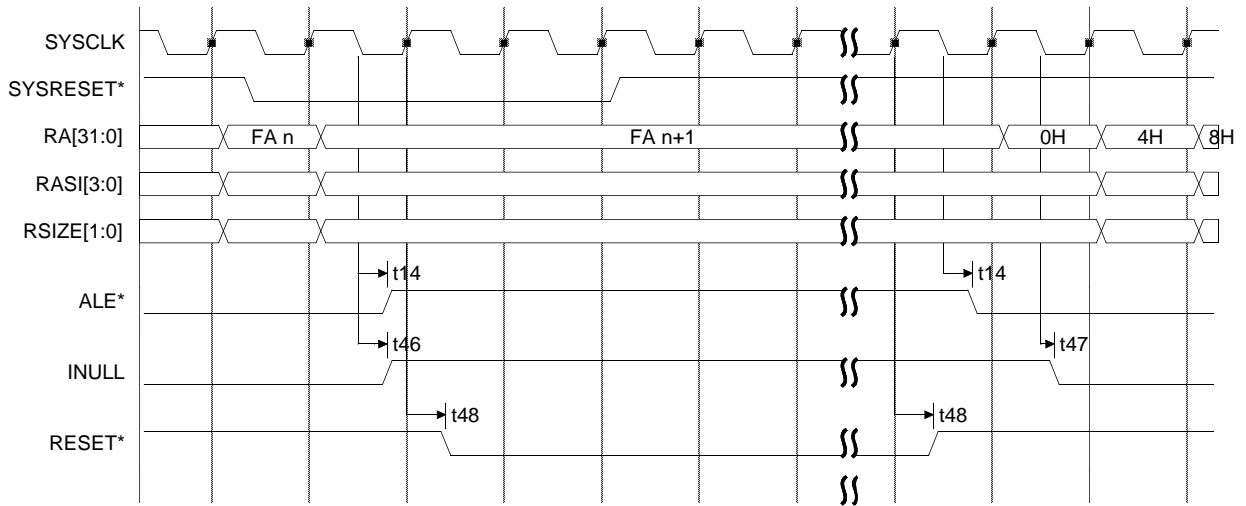 SYSCLK
SYSRESET*
RA[31:0] FA n FA n+1 0H 4H 8H
RASI[3:0]
RSIZE[1:0]
t14 t14
ALE*
t46 t47
INULL
t48 t48
RESET*